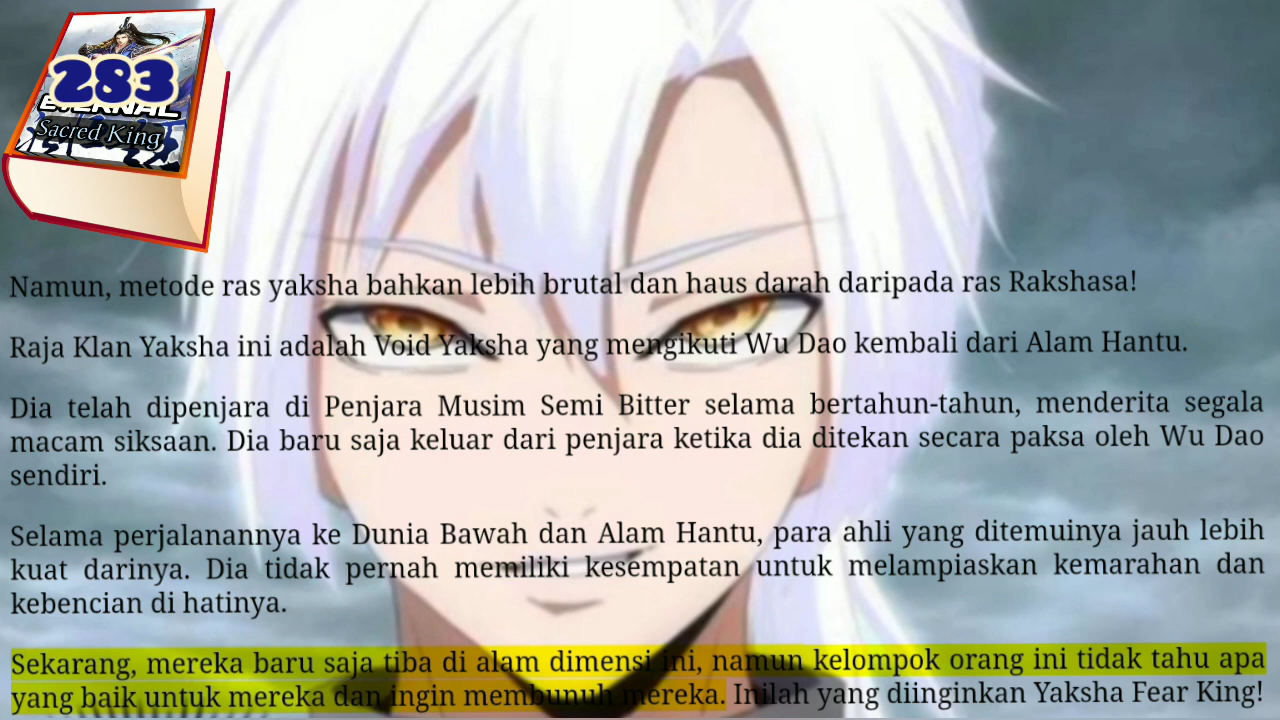 283
ETERNAL
Sacred King
Namun, metode ras yaksha bahkan lebih brutal dan haus darah daripada ras Rakshasa!
Raja Klan Yaksha ini adalah Void Yaksha yang mengikuti Wu Dao kembali dari Alam Hantu.
Dia telah dipenjara di Penjara Musim Semi Bitter selama bertahun-tahun, menderita segala
macam siksaan. Dia baru saja keluar dari penjara ketika dia ditekan secara paksa oleh Wu Dao
sendiri.
Selama perjalanannya ke Dunia Bawah dan Alam Hantu, para ahli yang ditemuinya jauh lebih
kuat darinya. Dia tidak pernah memiliki kesempatan untuk melampiaskan kemarahan dan
kebencian di hatinya.
Sekarang, mereka baru saja tiba di alam dimensi ini, namun kelompok orang ini tidak tahu apa
yang baik untuk mereka dan ingin membunuh mereka. Inilah yang diinginkan Yaksha Fear King!